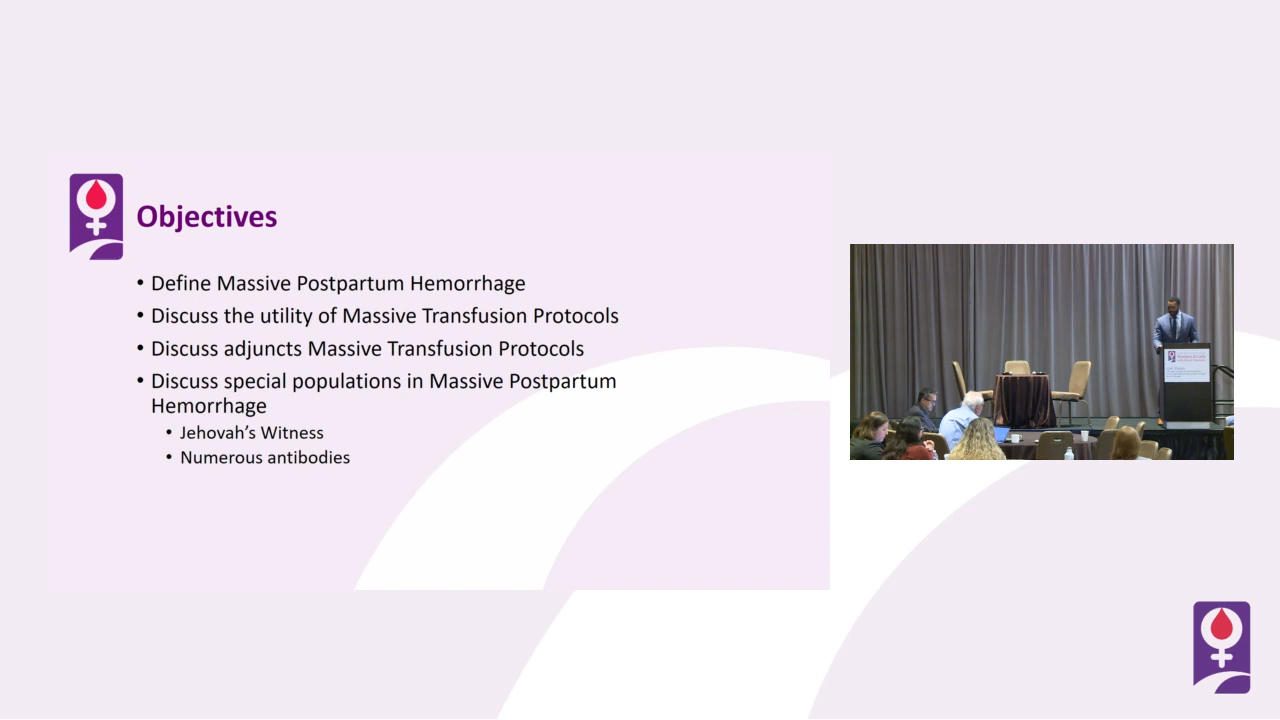 Objectives
• Define Massive Postpartum Hemorrhage
• Discuss the utility of Massive Transfusion Protocols
• Discuss adjuncts Massive Transfusion Protocols
• Discuss special populations in Massive Postpartum
Hemorrhage
• Jehovah’s Witness
• Numerous antibodies